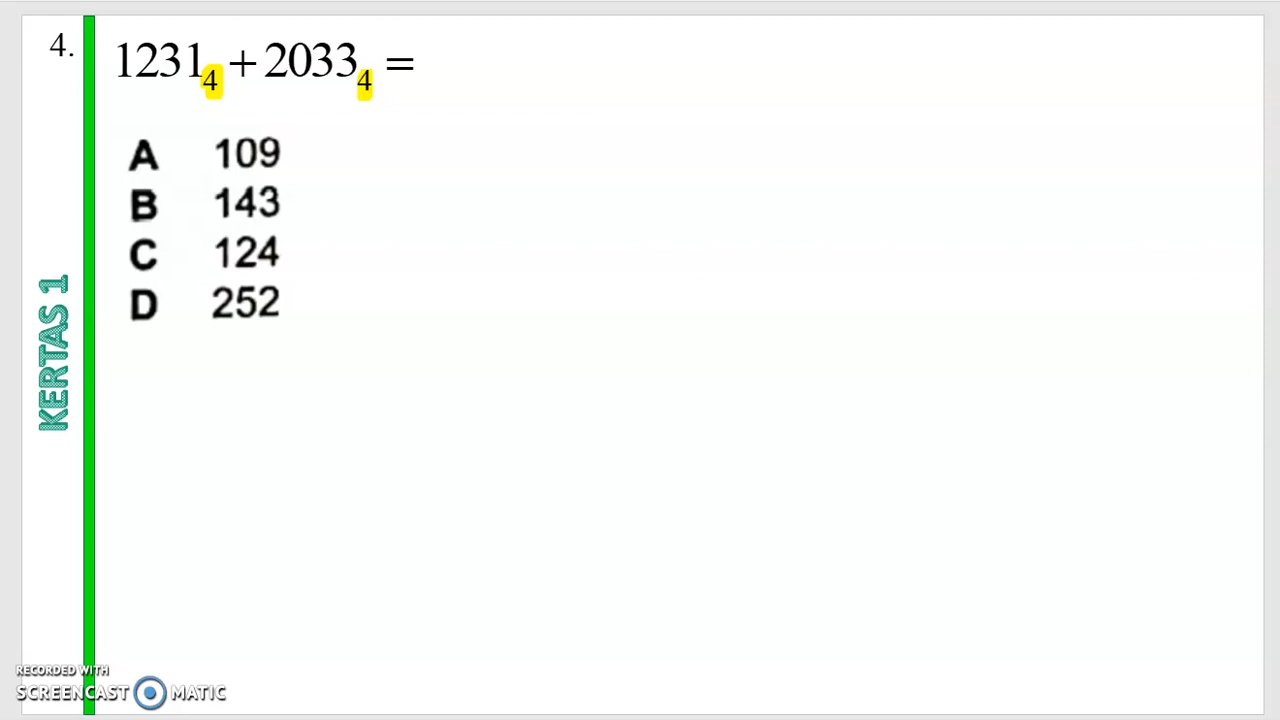 4.
1231₄ + 2033₄ =
A 109
B 143
C 124
D 252
KERTAS 1
RECORDED WITH
SCREENCAST MATIC